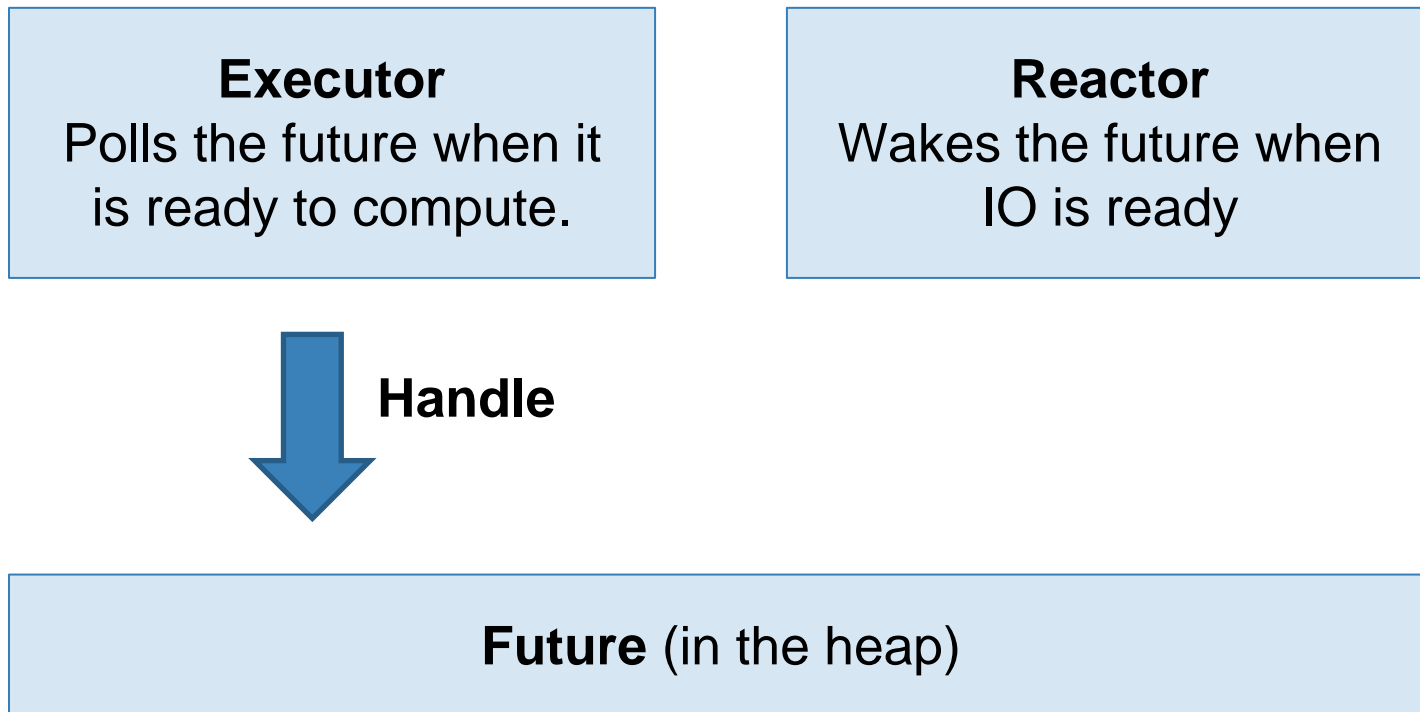 Executor
Polls the future when it
is ready to compute.
Reactor
Wakes the future when
IO is ready
Handle
Future (in the heap)